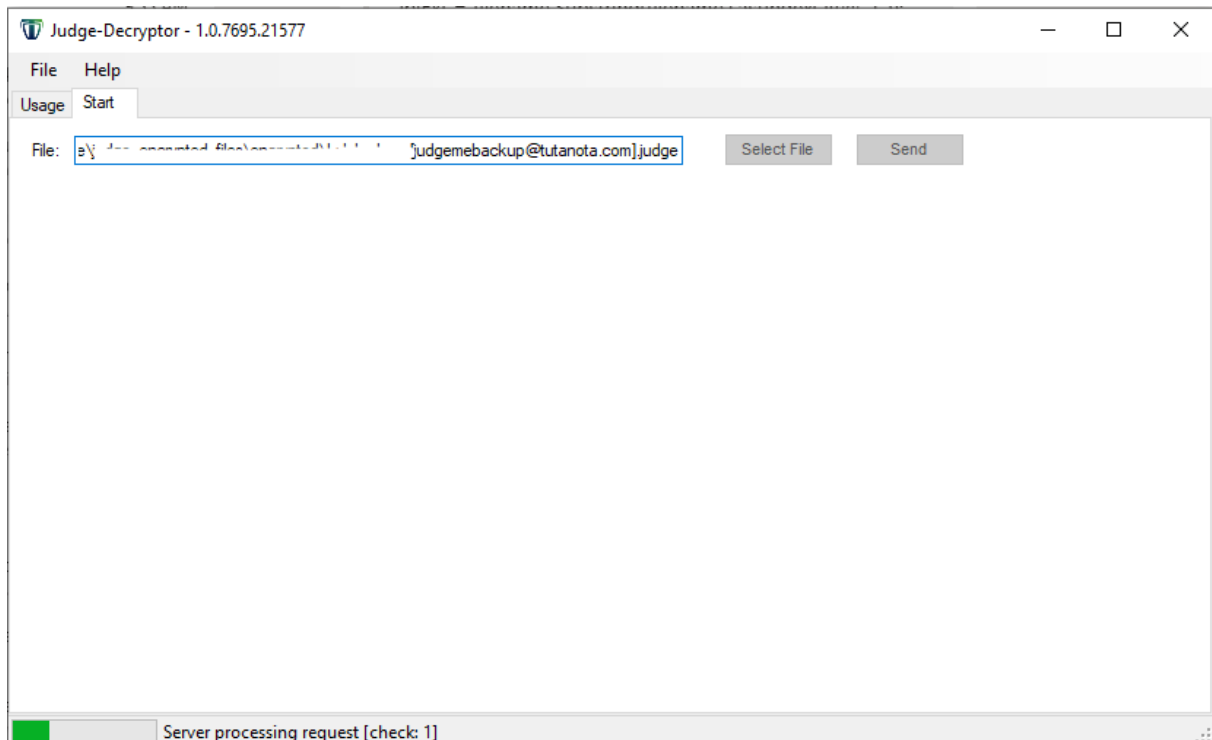 Judge-Decryptor - 1.0.7695.21577
File Help
Usage Start
File: judgemebackup@tutanota.com].judge Select File Send
Server processing request [check: 1]